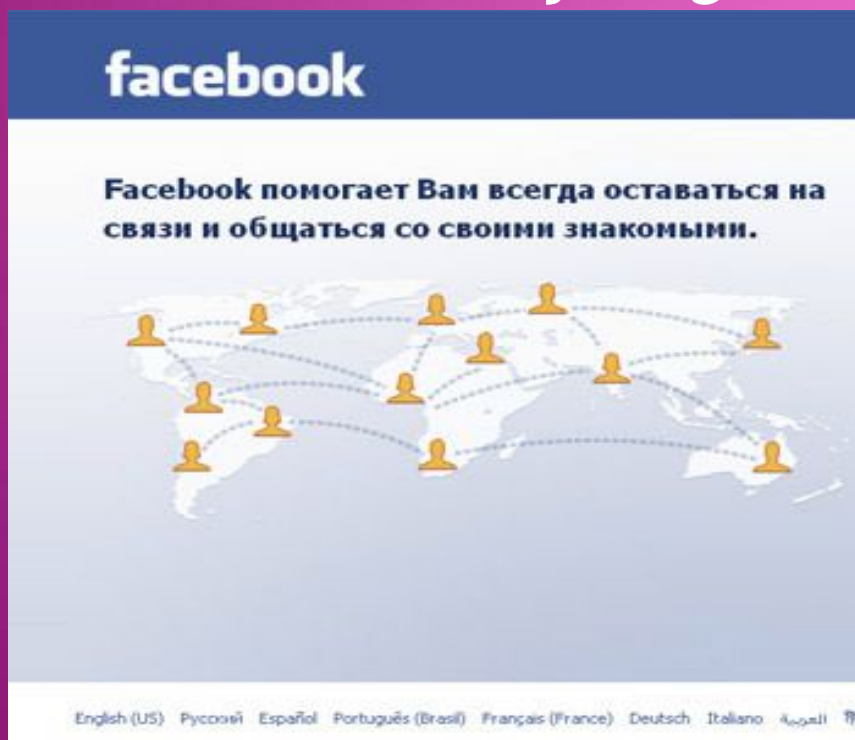 facebook
Facebook помогает Вам всегда оставаться на
связи и общаться со своими знакомыми.
English (US) Русский Español Português (Brasil) Français (France) Deutsch Italiano العربية